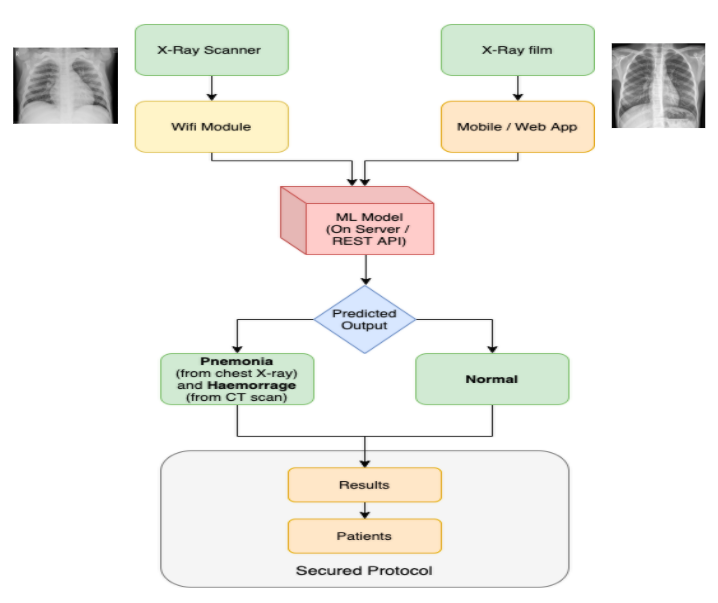 X-Ray Scanner
X-Ray film
Wifi Module
Mobile / Web App
ML Model
(On Server /
REST API)
Predicted
Output
Pnemonia
(from chest X-ray)
and Haemorrage
(from CT scan)
Normal
Results
Patients
Secured Protocol